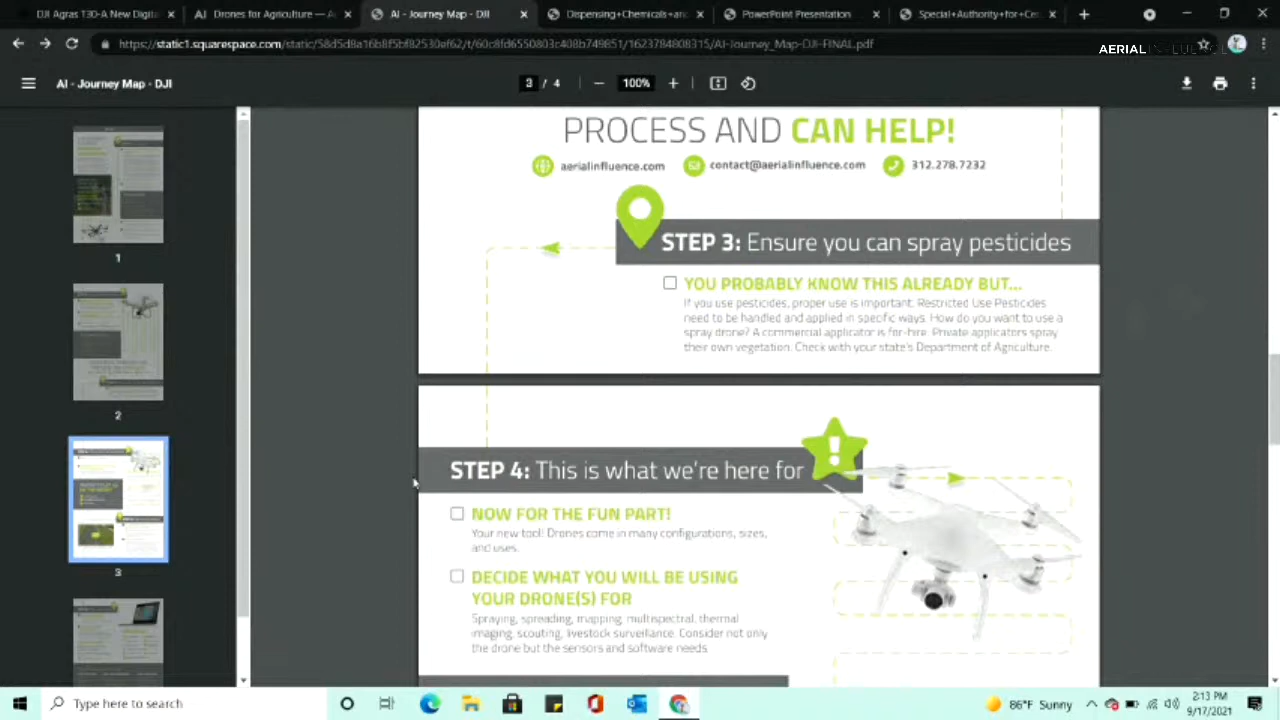 DJI Agras 130-A New Digital
AI Drones for Agriculture — A
AI - Journey Map - DJI
Dispensing+Chemicals+an
PowerPoint Presentation
Special+Authority+for+Cer
https://static1.squarespace.com/static/58d5d8a16b8f5bf82530ef62/t/60c8fd6550803c408b749851/1623784808315/AI-Journey_Map-DJI-FINAL.pdf
AERIAL
AI - Journey Map - DJI
3 / 4
100%
PROCESS AND CAN HELP!
aerialinfluence.com
contact@aerialinfluence.com
312.278.7232
STEP 3: Ensure you can spray pesticides
YOU PROBABLY KNOW THIS ALREADY BUT...
If you use pesticides, proper use is important. Restricted Use Pesticides
need to be handled and applied in specific ways. How do you want to use a
spray drone? A commercial applicator is for-hire. Private applicators spray
their own vegetation. Check with your state's Department of Agriculture.
STEP 4: This is what we're here for
NOW FOR THE FUN PART!
Your new tool! Drones come in many configurations, sizes,
and uses.
DECIDE WHAT YOU WILL BE USING
YOUR DRONE(S) FOR
Spraying, spreading, mapping, multispectral, thermal
imaging, scouting, livestock surveillance. Consider not only
the drone but the sensors and software needs
1
2
3
Type here to search
86°F Sunny
2:13 PM
9/17/2021